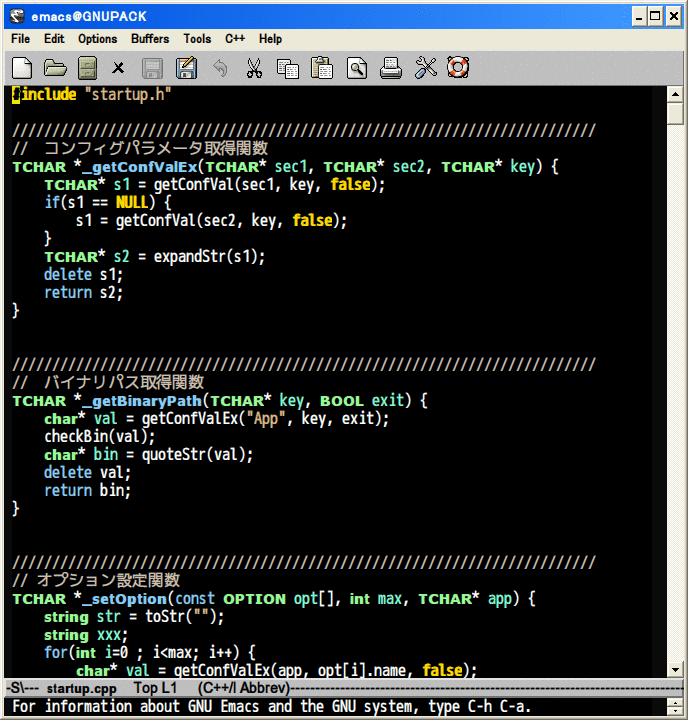 emacs@GNUPACK
File Edit Options Buffers Tools C++ Help
#include "startup.h"
/////////////////////////////////////////////////////////////////////////
//  コンフィグパラメータ取得関数
TCHAR *_getConfValEx(TCHAR* sec1, TCHAR* sec2, TCHAR* key) {
    TCHAR* s1 = getConfVal(sec1, key, false);
    if(s1 == NULL) {
        s1 = getConfVal(sec2, key, false);
    }
    TCHAR* s2 = expandStr(s1);
    delete s1;
    return s2;
}
/////////////////////////////////////////////////////////////////////////
//  バイナリパス取得関数
TCHAR *_getBinaryPath(TCHAR* key, BOOL exit) {
    char* val = getConfValEx("App", key, exit);
    checkBin(val);
    char* bin = quoteStr(val);
    delete val;
    return bin;
}
/////////////////////////////////////////////////////////////////////////
// オプション設定関数
TCHAR *_setOption(const OPTION opt[], int max, TCHAR* app) {
    string str = toStr("");
    string xxx;
    for(int i=0 ; i<max; i++) {
        char* val = getConfValEx(app, opt[i].name, false);
-S\--- startup.cpp Top L1 (C++/l Abbrev)--------------------------------------------------
For information about GNU Emacs and the GNU system, type C-h C-a.